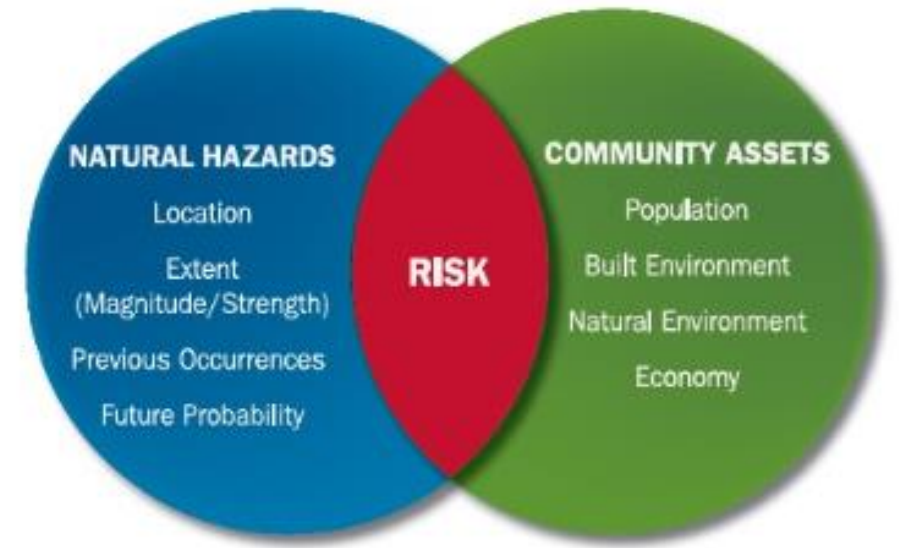 NATURAL HAZARDS
Location
Extent
(Magnitude/Strength)
Previous Occurrences
Future Probability
RISK
COMMUNITY ASSETS
Population
Built Environment
Natural Environment
Economy